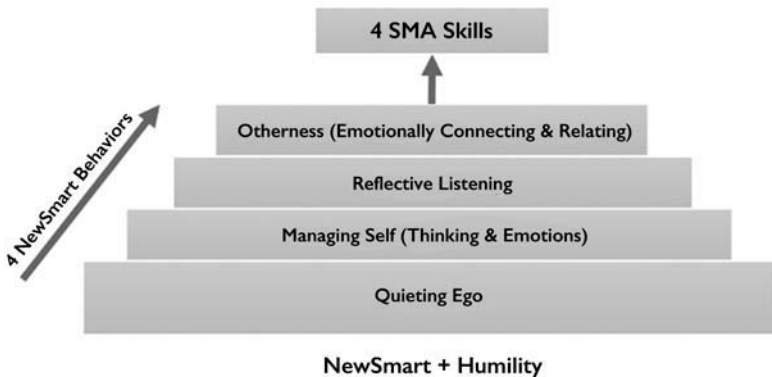 4 SMA Skills
4 NewSmart Behaviors
Otherness (Emotionally Connecting & Relating)
Reflective Listening
Managing Self (Thinking & Emotions)
Quieting Ego
NewSmart + Humility